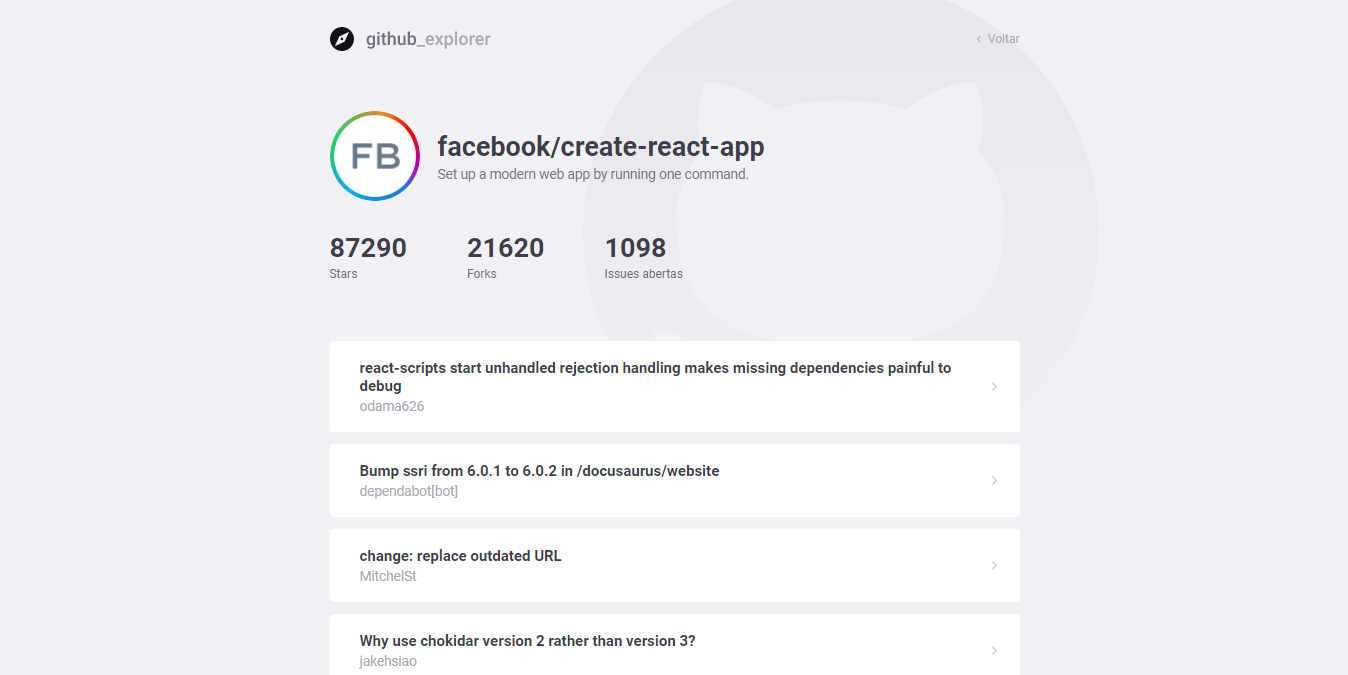 github_explorer
Voltar
FB
facebook/create-react-app
Set up a modern web app by running one command.
87290 21620 1098
Stars Forks Issues abertas
react-scripts start unhandled rejection handling makes missing dependencies painful to
debug
odama626
Bump ssri from 6.0.1 to 6.0.2 in /docusaurus/website
dependabot[bot]
change: replace outdated URL
MitchelSt
Why use chokidar version 2 rather than version 3?
jakehsiao